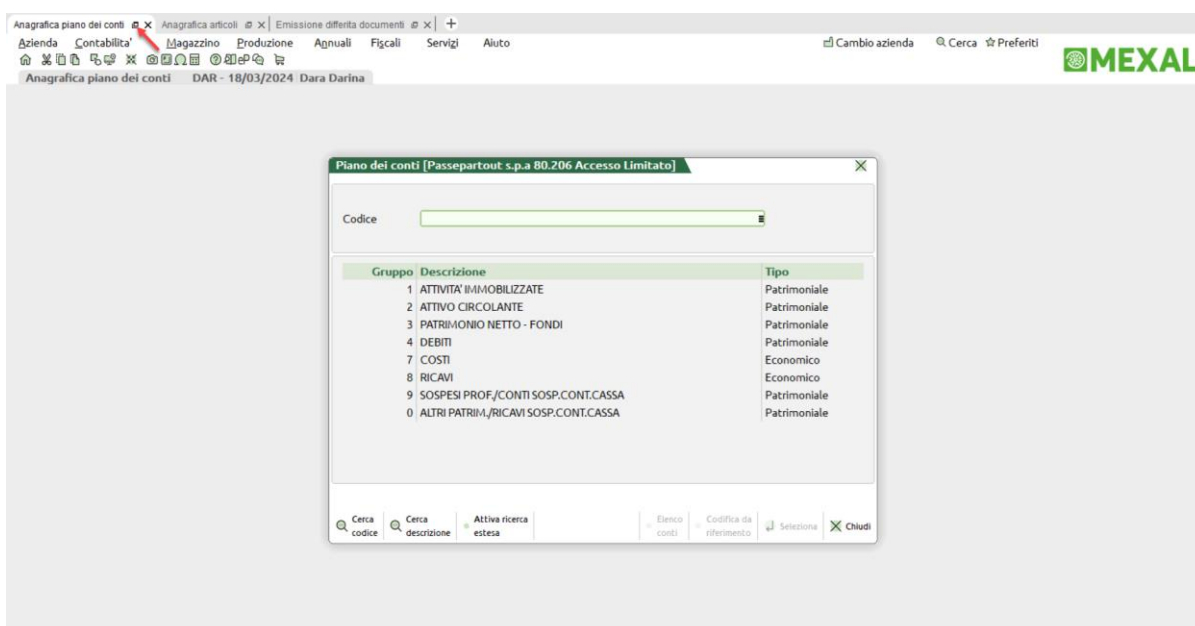 Anagrafica piano dei conti Anagrafica articoli Emissione differita documenti
Azienda Contabilita' Magazzino Produzione Annuali Fiscali Servizi Aiuto Cambio azienda Cerca Preferiti
MEXAL
Anagrafica piano dei conti DAR - 18/03/2024 Dara Darina
Piano dei conti [Passepartout s.p.a 80.206 Accesso Limitato]
Codice
Gruppo Descrizione Tipo
1 ATTIVITA' IMMOBILIZZATE Patrimoniale
2 ATTIVO CIRCOLANTE Patrimoniale
3 PATRIMONIO NETTO - FONDI Patrimoniale
4 DEBITI Patrimoniale
7 COSTI Economico
8 RICAVI Economico
9 SOSPESI PROF./CONTI SOSP.CONT.CASSA Patrimoniale
0 ALTRI PATRIM./RICAVI SOSP.CONT.CASSA Patrimoniale
Cerca codice Cerca descrizione Attiva ricerca estesa Elenco conti Codifica da riferimento Seleziona Chiudi